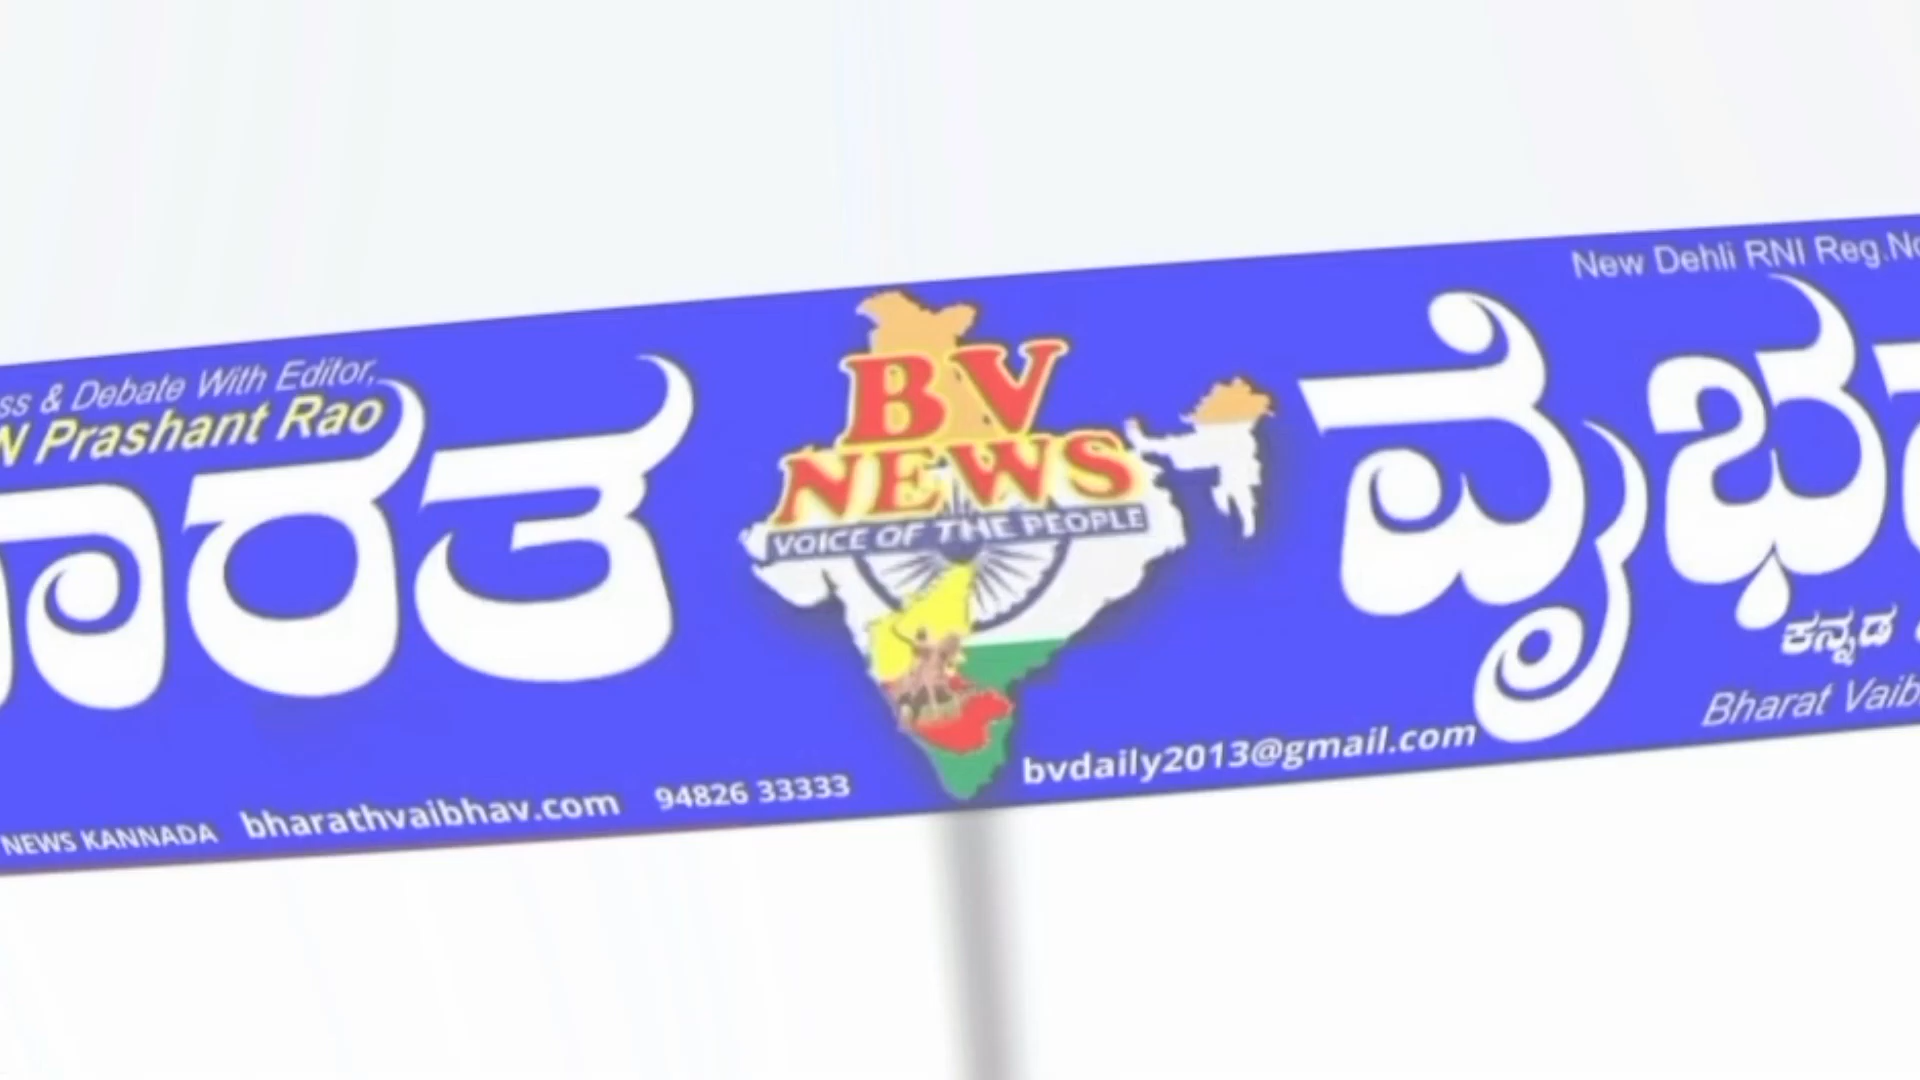 ss & Debate With Editor,
N Prashant Rao
ಾರತ
BV
NEWS
VOICE OF THE PEOPLE
New Dehli RNI Reg.No
ವೈಭವ
ಕನ್ನಡ
Bharat Vaib
NEWS KANNADA bharathvaibhav.com 94826 33333
bvdaily2013@gmail.com